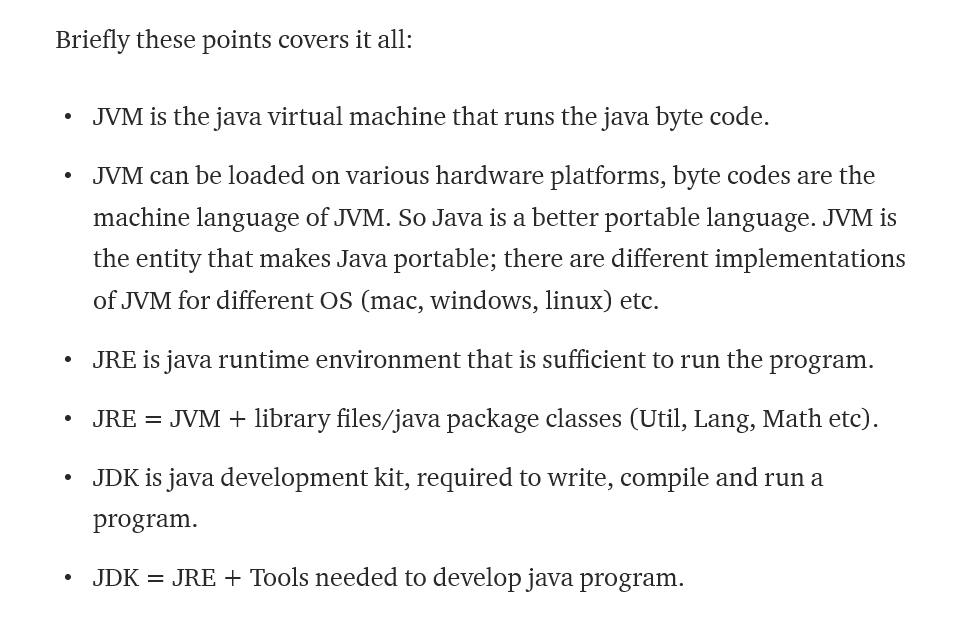 Briefly these points covers it all:
• JVM is the java virtual machine that runs the java byte code.
• JVM can be loaded on various hardware platforms, byte codes are the
machine language of JVM. So Java is a better portable language. JVM is
the entity that makes Java portable; there are different implementations
of JVM for different OS (mac, windows, linux) etc.
• JRE is java runtime environment that is sufficient to run the program.
• JRE = JVM + library files/java package classes (Util, Lang, Math etc).
• JDK is java development kit, required to write, compile and run a
program.
• JDK = JRE + Tools needed to develop java program.